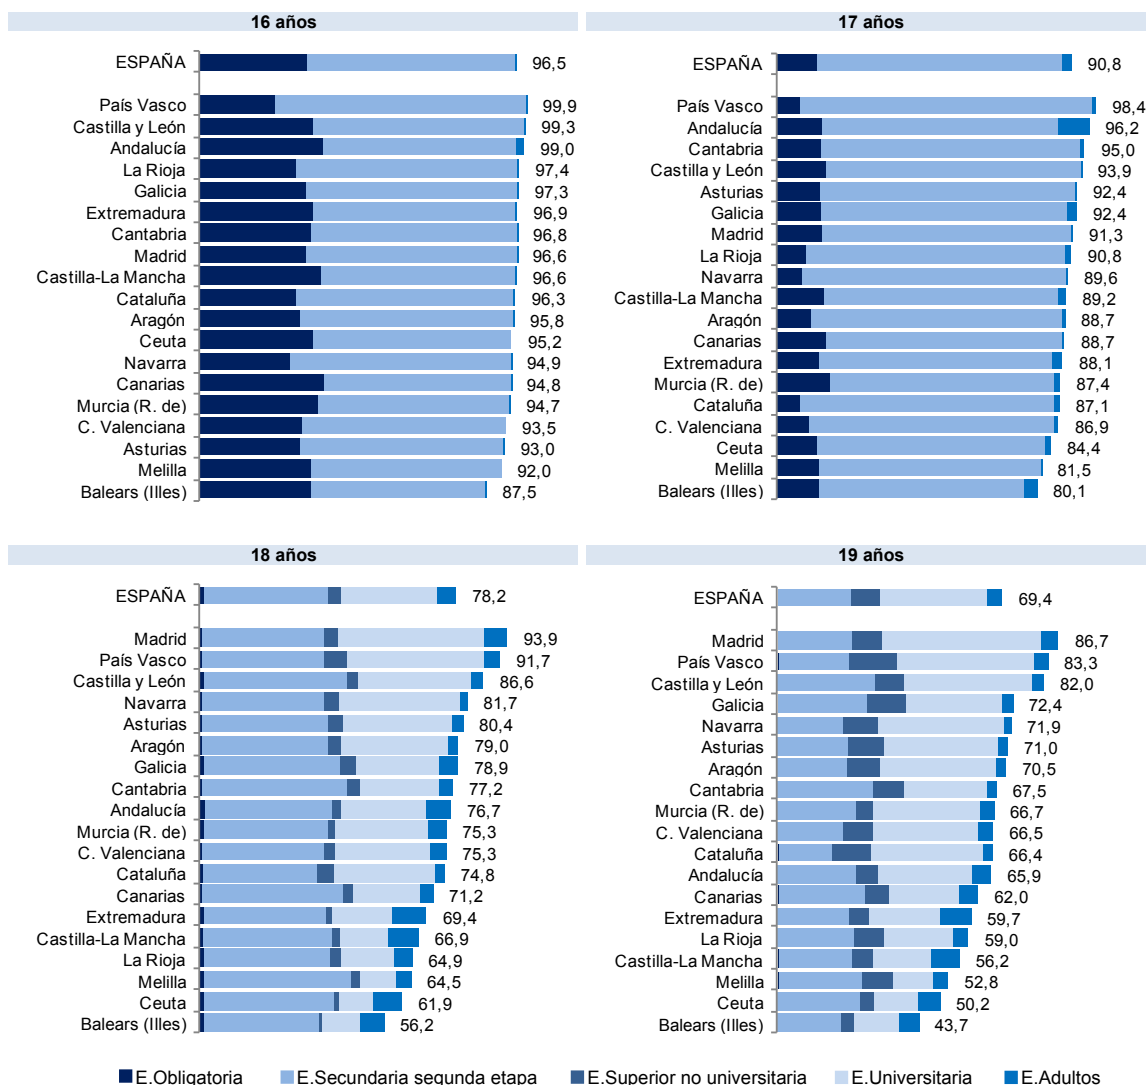 16 años
ESPAÑA 96,5
País Vasco 99,9
Castilla y León 99,3
Andalucía 99,0
La Rioja 97,4
Galicia 97,3
Extremadura 96,9
Cantabria 96,8
Madrid 96,6
Castilla-La Mancha 96,6
Cataluña 96,3
Aragón 95,8
Ceuta 95,2
Navarra 94,9
Canarias 94,8
Murcia (R. de) 94,7
C. Valenciana 93,5
Asturias 93,0
Melilla 92,0
Balears (Illes) 87,5
17 años
ESPAÑA 90,8
País Vasco 98,4
Andalucía 96,2
Cantabria 95,0
Castilla y León 93,9
Asturias 92,4
Galicia 92,4
Madrid 91,3
La Rioja 90,8
Navarra 89,6
Castilla-La Mancha 89,2
Aragón 88,7
Canarias 88,7
Extremadura 88,1
Murcia (R. de) 87,4
Cataluña 87,1
C. Valenciana 86,9
Ceuta 84,4
Melilla 81,5
Balears (Illes) 80,1
18 años
ESPAÑA 78,2
Madrid 93,9
País Vasco 91,7
Castilla y León 86,6
Navarra 81,7
Asturias 80,4
Aragón 79,0
Galicia 78,9
Cantabria 77,2
Andalucía 76,7
Murcia (R. de) 75,3
C. Valenciana 75,3
Cataluña 74,8
Canarias 71,2
Extremadura 69,4
Castilla-La Mancha 66,9
La Rioja 64,9
Melilla 64,5
Ceuta 61,9
Balears (Illes) 56,2
19 años
ESPAÑA 69,4
Madrid 86,7
País Vasco 83,3
Castilla y León 82,0
Galicia 72,4
Navarra 71,9
Asturias 71,0
Aragón 70,5
Cantabria 67,5
Murcia (R. de) 66,7
C. Valenciana 66,5
Cataluña 66,4
Andalucía 65,9
Canarias 62,0
Extremadura 59,7
La Rioja 59,0
Castilla-La Mancha 56,2
Melilla 52,8
Ceuta 50,2
Balears (Illes) 43,7
E.Obligatoria E.Secundaria segunda etapa E.Superior no universitaria E.Universitaria E.Adultos